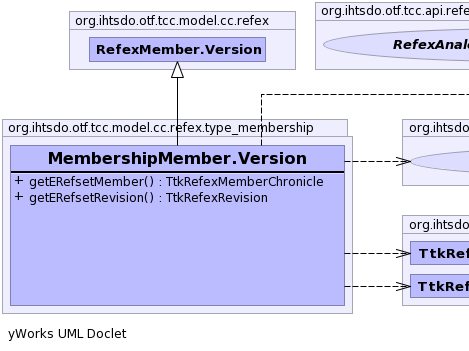 org.ihtsdo.otf.tcc.model.cc.refex
RefexMember.Version
org.ihtsdo.otf.tcc.api.refe
RefexAnal
org.ihtsdo.otf.tcc.model.cc.refex.type_membership
MembershipMember.Version
+ getERefsetMember() : TtkRefexMemberChronicle
+ getERefsetRevision() : TtkRefexRevision
org.ihtsdo
org.ihtsdo
TtkRef
TtkRef
yWorks UML Doclet